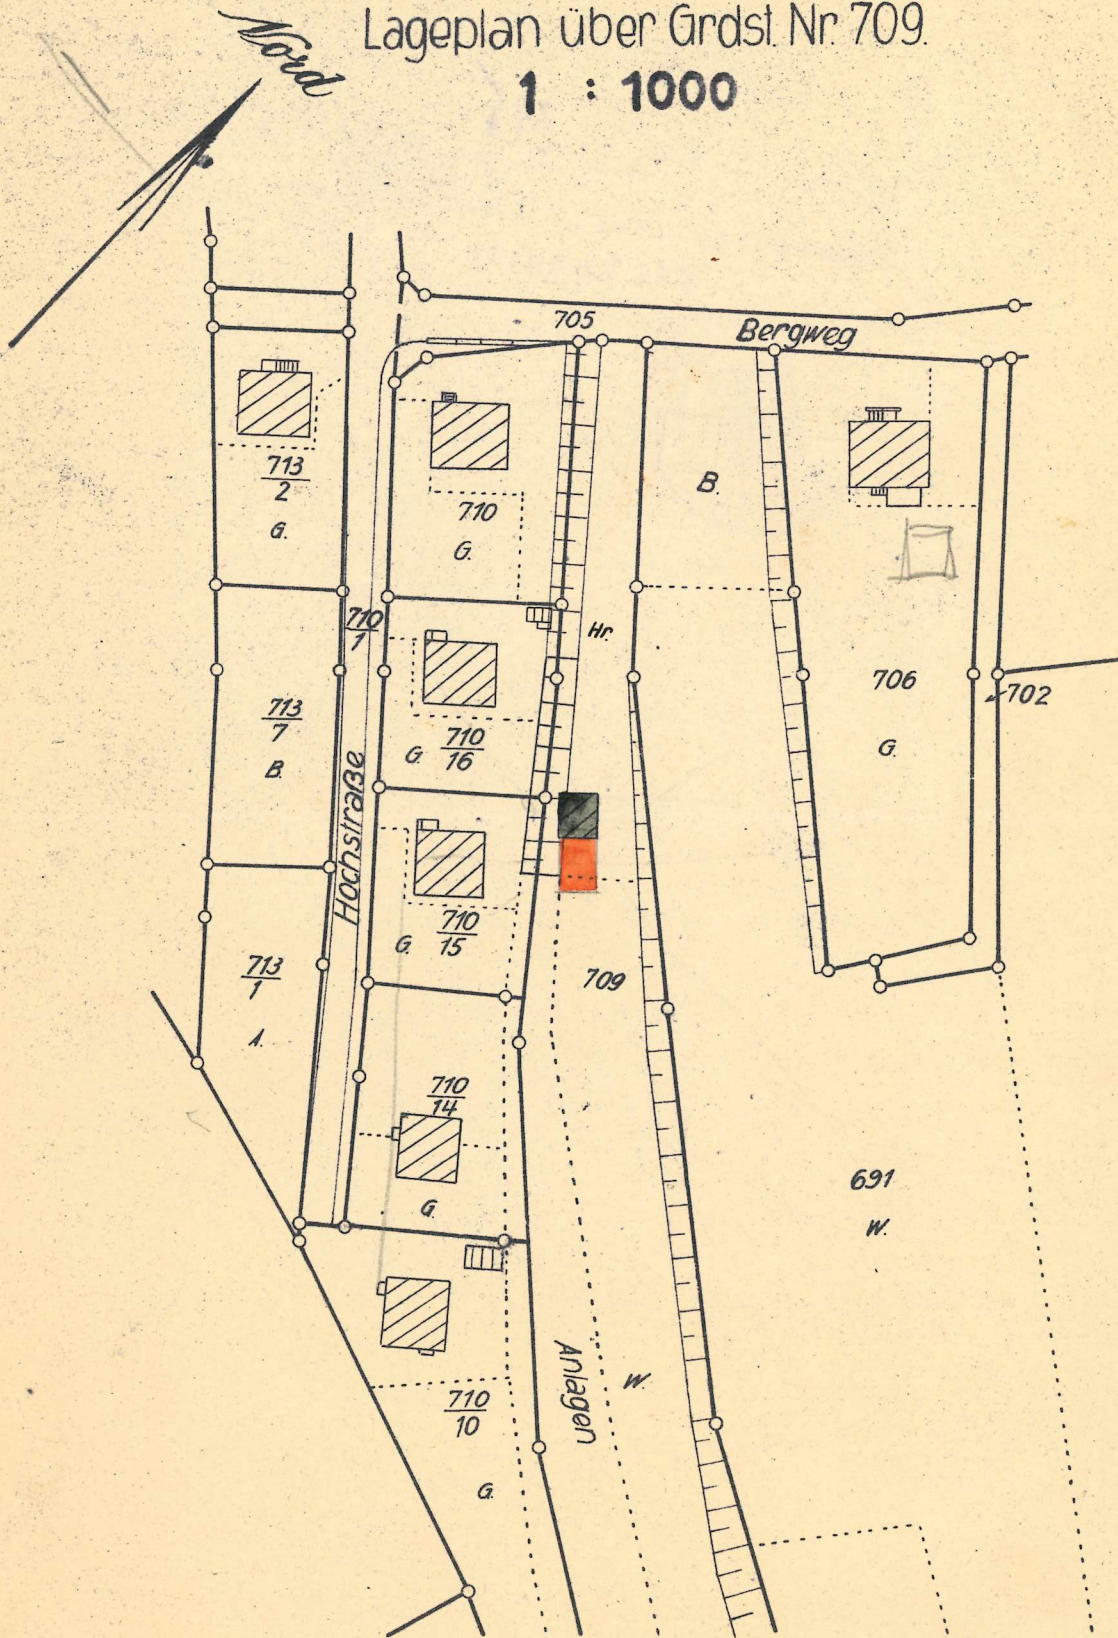 Nord
Lageplan über Grdst. Nr. 709.
1 : 1000
705
Bergweg
713
2
G.
710
G.
B.
710
1
Hr.
713
7
B.
710
16
G.
706
G.
702
Hochstraße
710
15
G.
709
713
1
A.
710
14
G.
691
W.
Anlagen
W.
710
10
G.